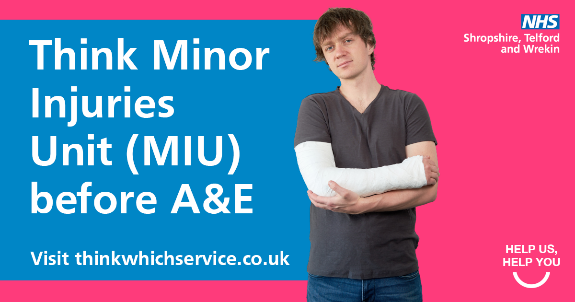 Think Minor
Injuries
Unit (MIU)
before A&E
Visit thinkwhichservice.co.uk
NHS
Shropshire, Telford
and Wrekin
HELP US,
HELP YOU